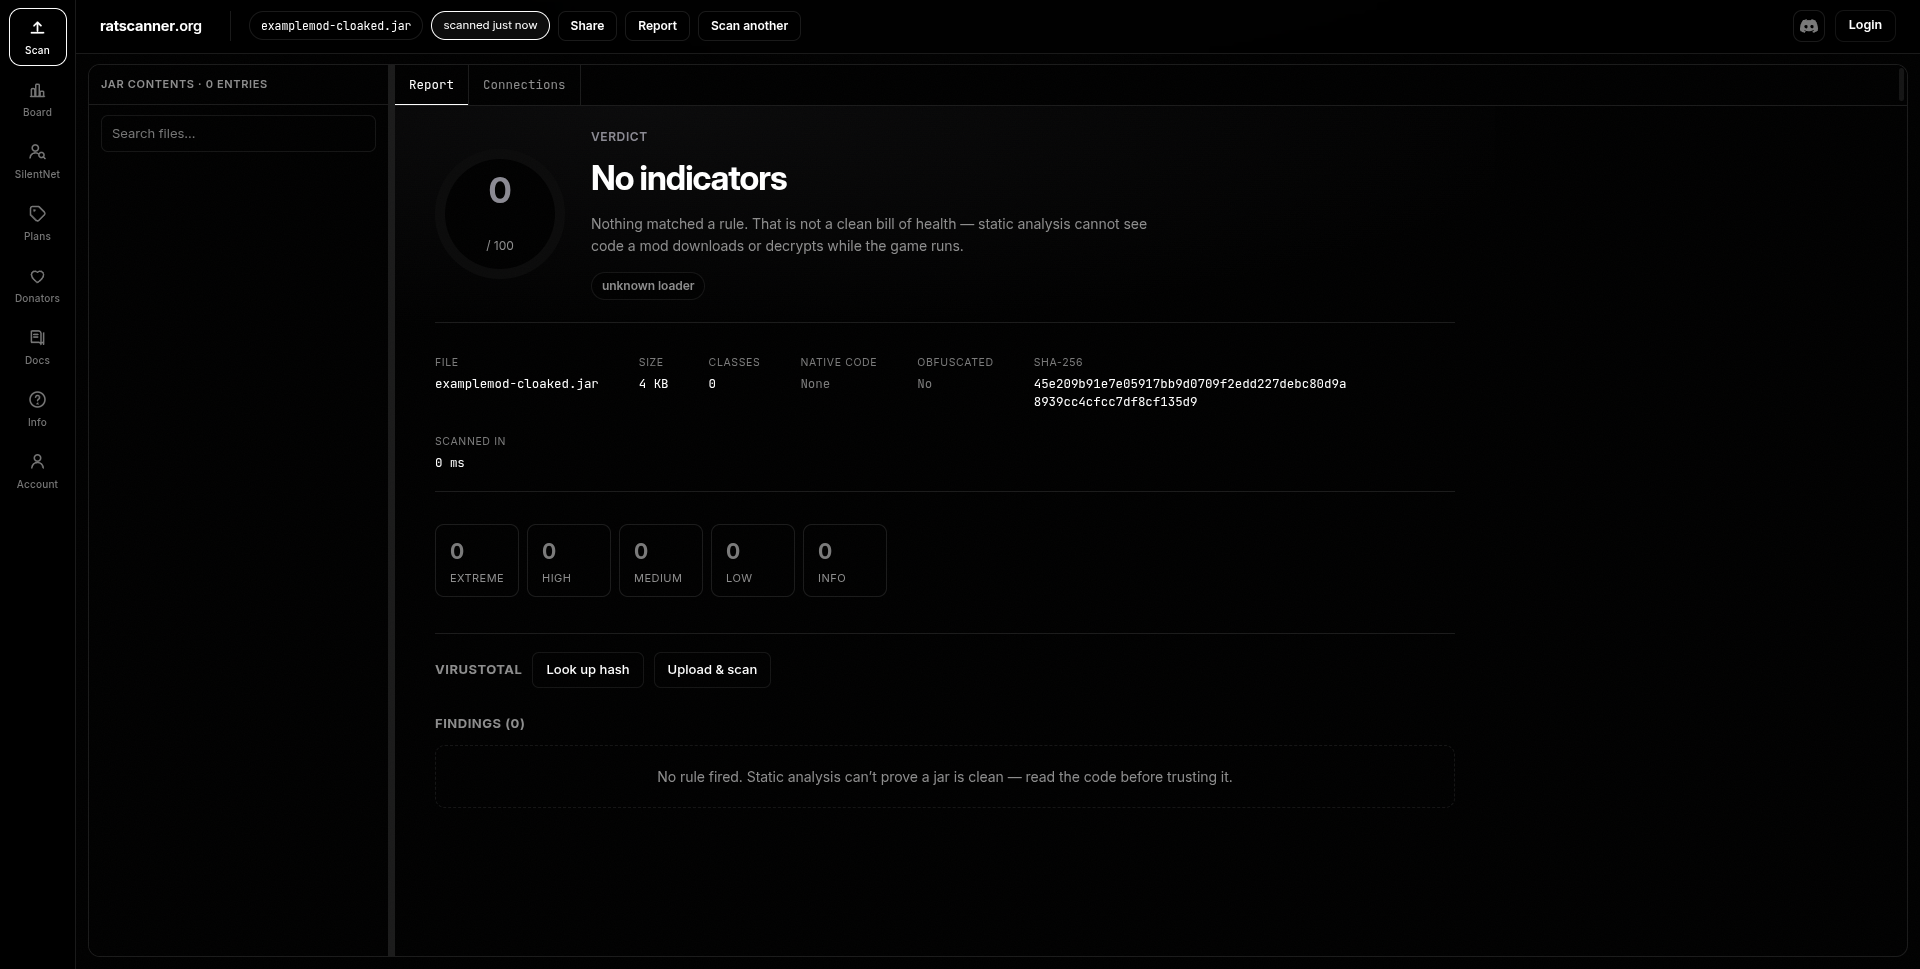 Scan
Board
SilentNet
Plans
Donators
Docs
Info
Account
ratscanner.org
examplemod-cloaked.jar
scanned just now
Share
Report
Scan another
Login
JAR CONTENTS · 0 ENTRIES
Search files...
Report
Connections
0
/ 100
VERDICT
No indicators
Nothing matched a rule. That is not a clean bill of health — static analysis cannot see
code a mod downloads or decrypts while the game runs.
unknown loader
FILE
examplemod-cloaked.jar
SIZE
4 KB
CLASSES
0
NATIVE CODE
None
OBFUSCATED
No
SHA-256
45e209b91e7e05917bb9d0709f2edd227debc80d9a
8939cc4cfcc7df8cf135d9
SCANNED IN
0 ms
0
EXTREME
0
HIGH
0
MEDIUM
0
LOW
0
INFO
VIRUSTOTAL
Look up hash
Upload & scan
FINDINGS (0)
No rule fired. Static analysis can't prove a jar is clean — read the code before trusting it.